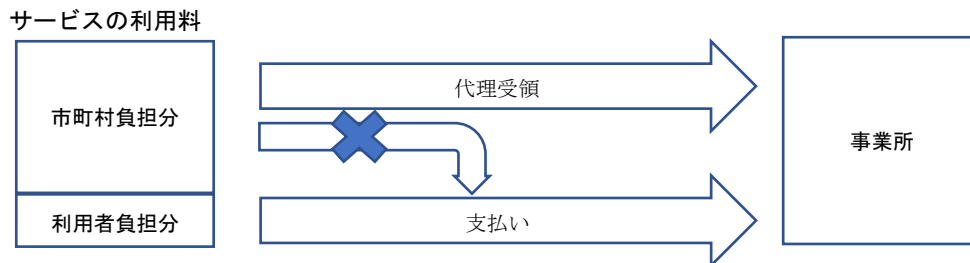 サービスの利用料
市町村負担分
代理受領
事業所
利用者負担分
支払い